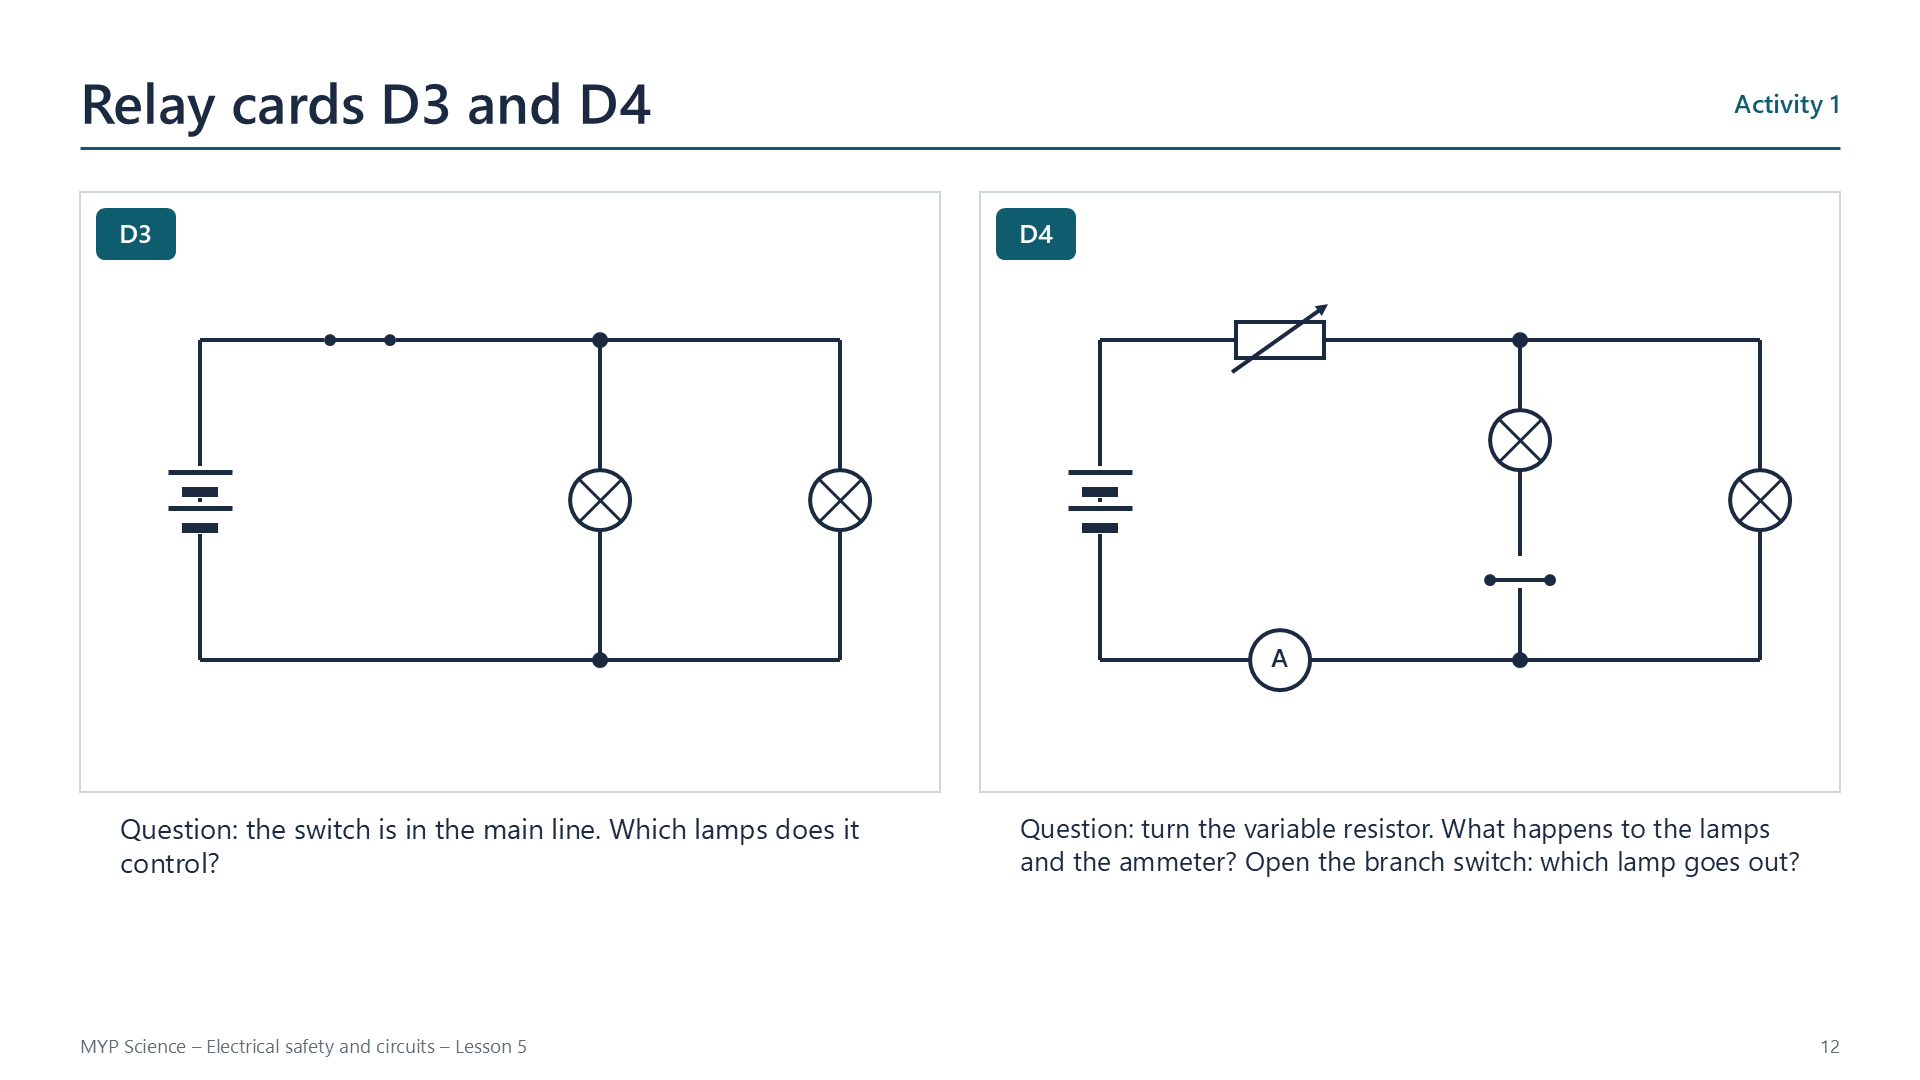 Relay cards D3 and D4
Activity 1
D3
D4
A
Question: the switch is in the main line. Which lamps does it
control?
Question: turn the variable resistor. What happens to the lamps
and the ammeter? Open the branch switch: which lamp goes out?
MYP Science – Electrical safety and circuits – Lesson 5
12